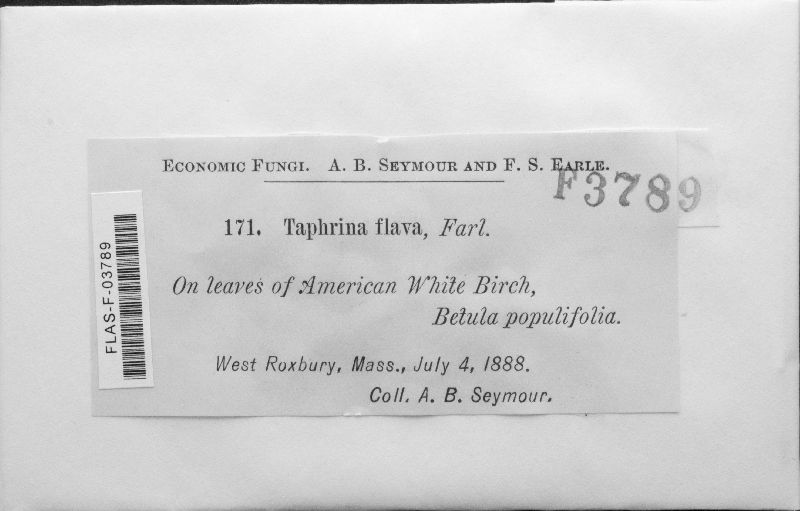 Economic Fungi. A. B. Seymour and F. S. Earle.
F3789
171. Taphrina flava, Farl.
On leaves of American White Birch,
Betula populifolia.
West Roxbury, Mass., July 4, 1888.
Coll. A. B. Seymour.
FLAS-F-03789